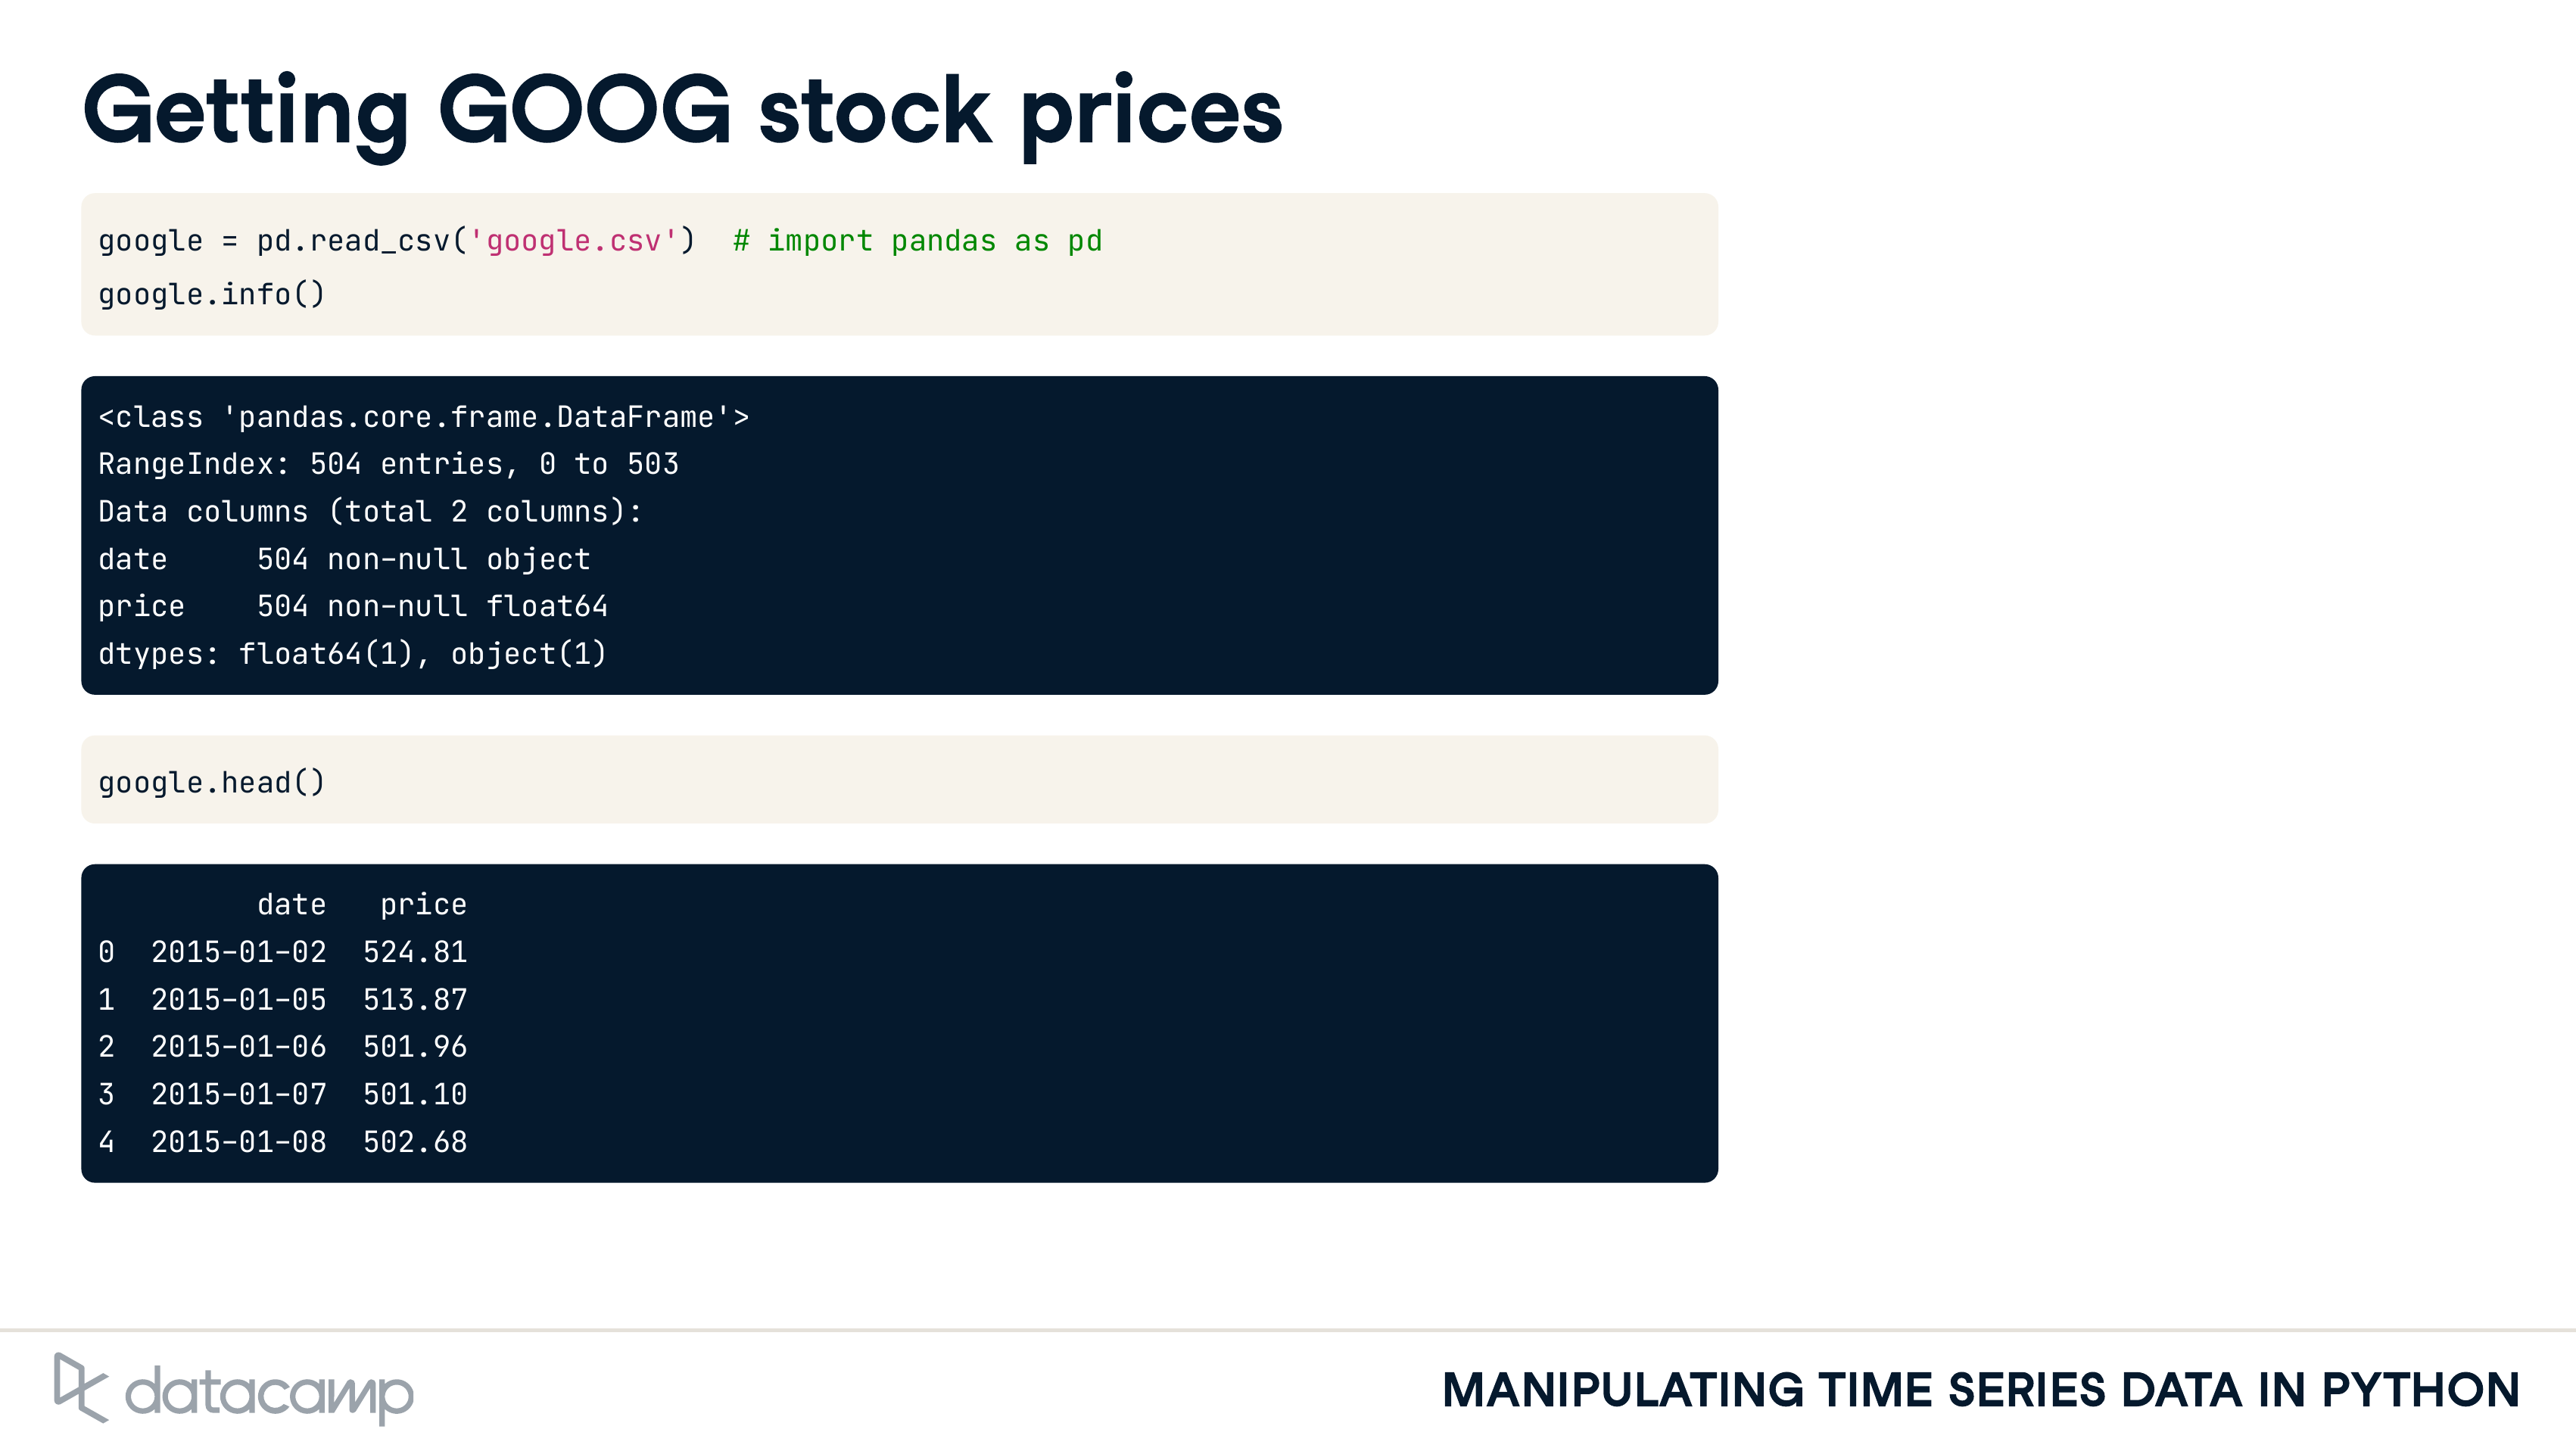 Getting GOOG stock prices
google = pd.read_csv('google.csv')  # import pandas as pd
google.info()
<class 'pandas.core.frame.DataFrame'>
RangeIndex: 504 entries, 0 to 503
Data columns (total 2 columns):
date     504 non-null object
price    504 non-null float64
dtypes: float64(1), object(1)
google.head()
         date   price
0  2015-01-02  524.81
1  2015-01-05  513.87
2  2015-01-06  501.96
3  2015-01-07  501.10
4  2015-01-08  502.68
datacamp
MANIPULATING TIME SERIES DATA IN PYTHON